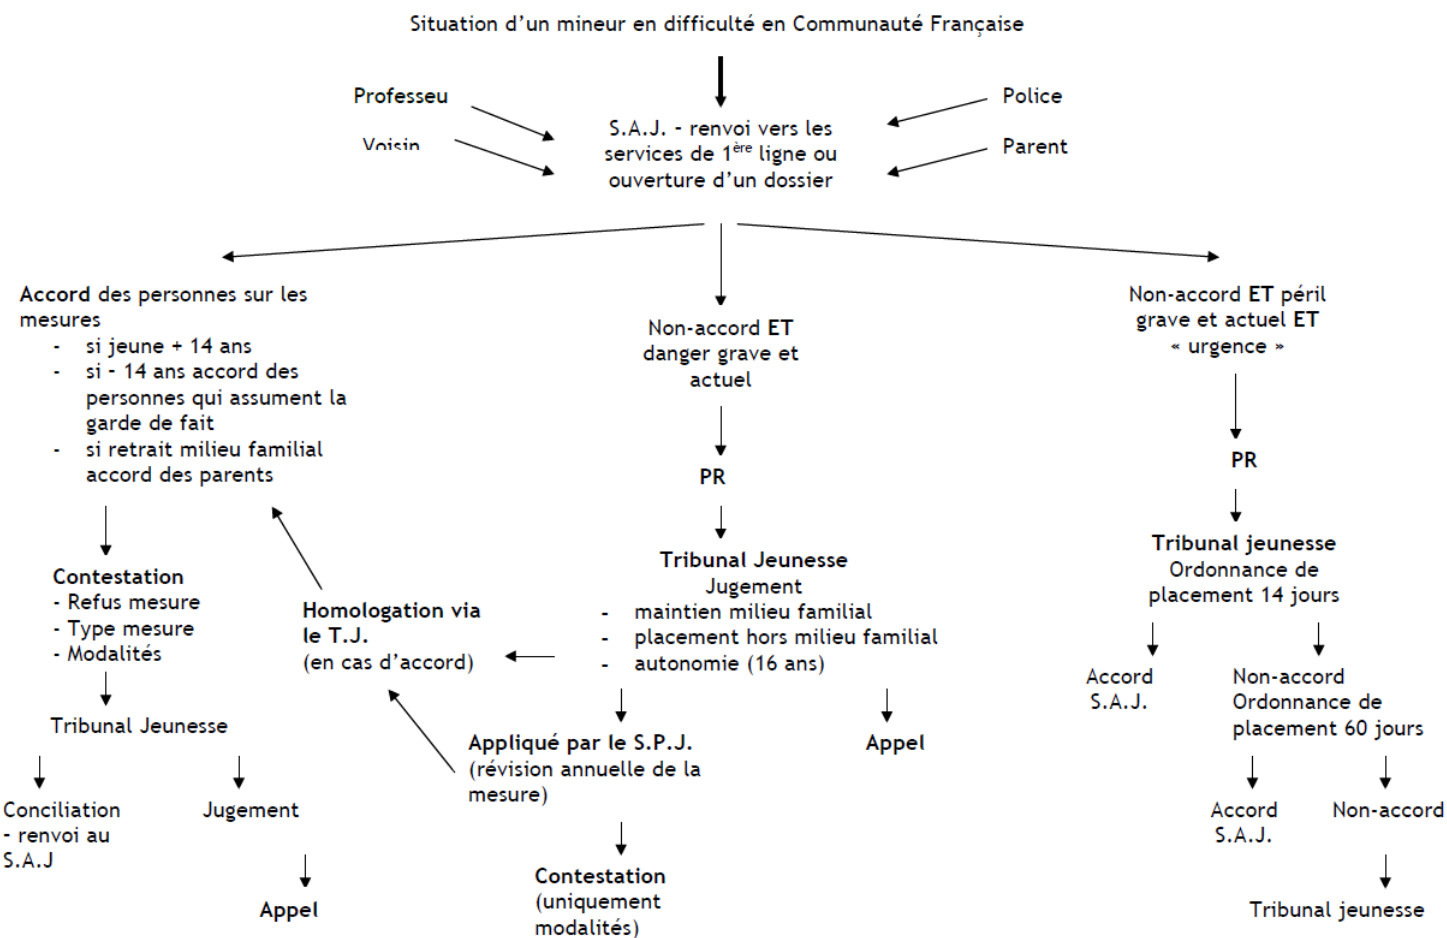 Situation d'un mineur en difficulté en Communauté Française
Professeu
Voisin
S.A.J. - renvoi vers les
services de 1ère ligne ou
ouverture d'un dossier
Police
Parent
Accord des personnes sur les
mesures
- si jeune + 14 ans
- si - 14 ans accord des
personnes qui assument la
garde de fait
- si retrait milieu familial
accord des parents
Contestation
- Refus mesure
- Type mesure
- Modalités
Tribunal Jeunesse
Conciliation
- renvoi au
S.A.J
Jugement
Appel
Homologation via
le T.J.
(en cas d'accord)
Non-accord ET
danger grave et
actuel
PR
Tribunal Jeunesse
Jugement
- maintien milieu familial
- placement hors milieu familial
- autonomie (16 ans)
Appliqué par le S.P.J.
(révision annuelle de la
mesure)
Contestation
(uniquement
modalités)
Appel
Non-accord ET péril
grave et actuel ET
« urgence »
PR
Tribunal jeunesse
Ordonnance de
placement 14 jours
Accord
S.A.J.
Non-accord
Ordonnance de
placement 60 jours
Accord
S.A.J.
Non-accord
Tribunal jeunesse